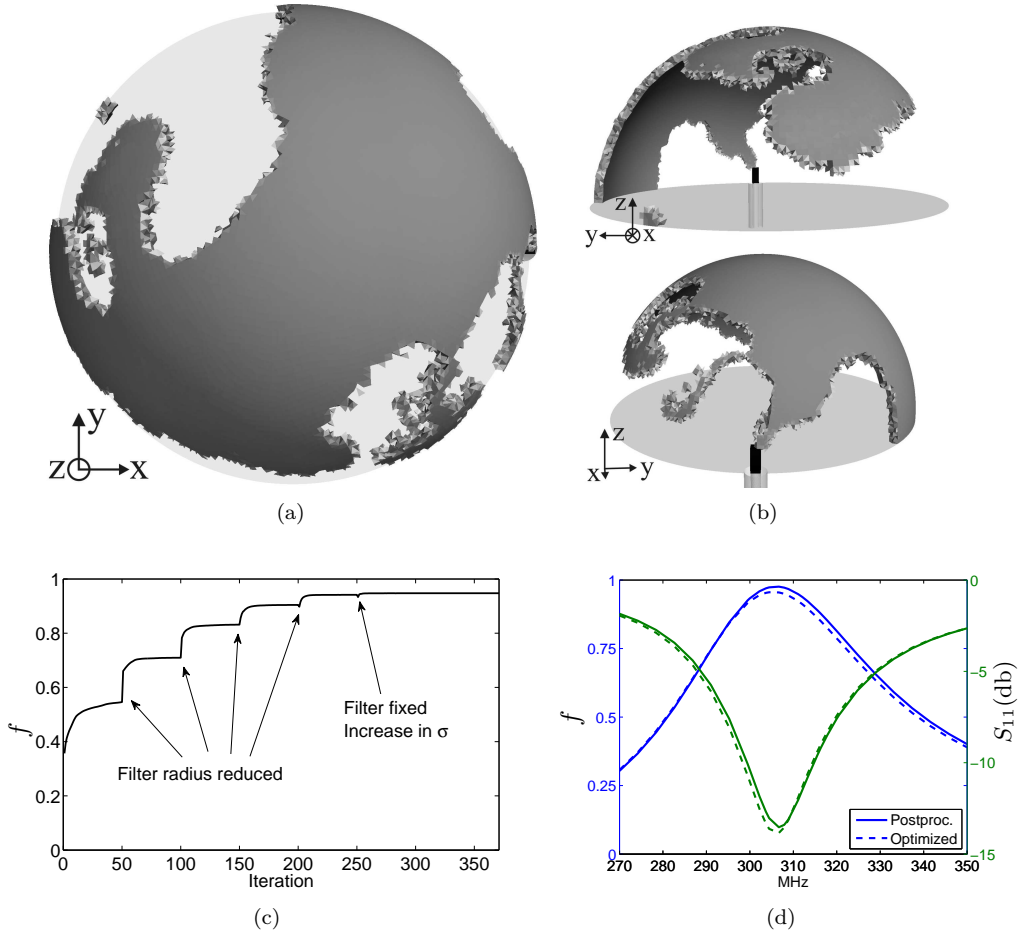 y
z x
(a)
z
y x
z
x y
(b)
1
0.8
0.6
0.4
0.2
0
f
0 50 100 150 200 250 300 350
Iteration
Filter radius reduced
Filter fixed
Increase in σ
(c)
1
0.75
0.5
0.25
0
f
0
−5
−10
−15
S11(db)
270 280 290 300 310 320 330 340 350
MHz
Postproc.
Optimized
(d)